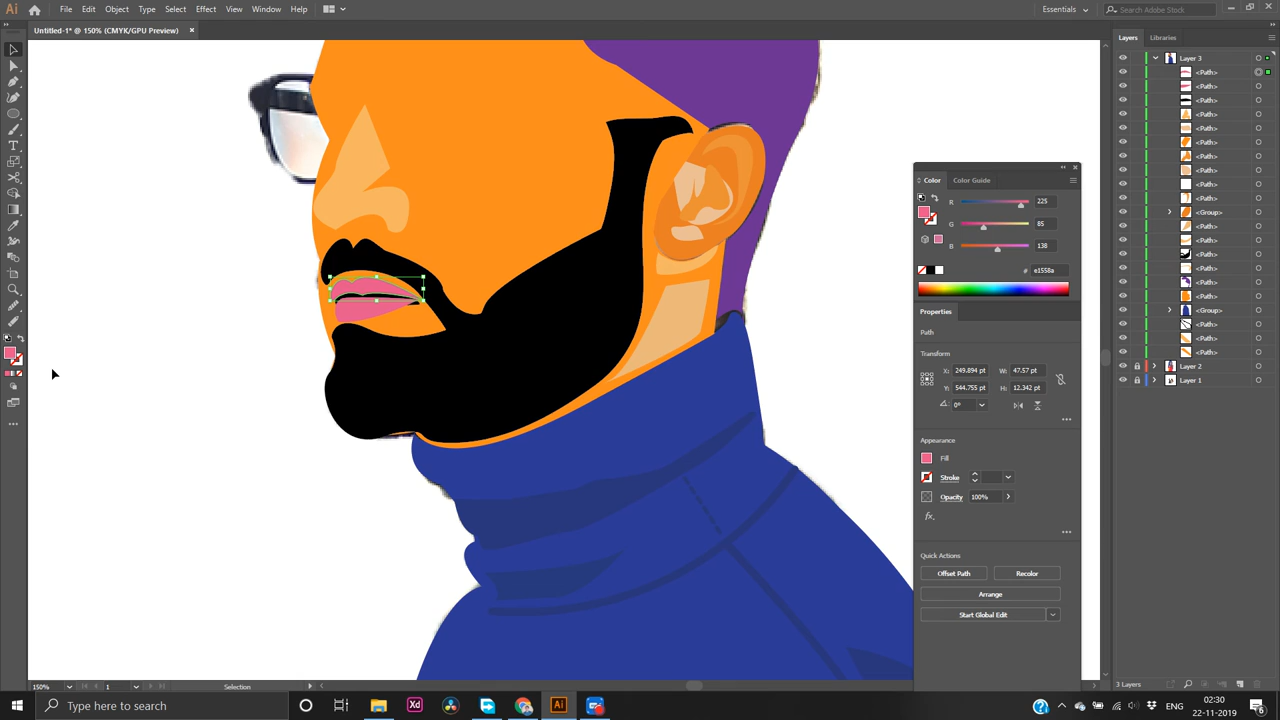 Ai File Edit Object Type Select Effect View Window Help Essentials Search Adobe Stock
Untitled-1* @ 150% (CMYK/GPU Preview) ×
Layers Libraries
Layer 3
<Path>
<Path>
<Path>
<Path>
<Path>
<Path>
<Path>
<Path>
<Path>
<Path>
<Group>
<Path>
<Path>
<Path>
<Path>
<Path>
<Path>
<Group>
<Path>
<Path>
<Path>
Layer 2
Layer 1
Color Color Guide
R 225
G 85
B 138
# e1558a
Properties
Path
Transform
X: 249.894 pt W: 47.57 pt
Y: 544.755 pt H: 12.342 pt
0°
Appearance
Fill
Stroke
Opacity 100%
fx.
Quick Actions
Offset Path Recolor
Arrange
Start Global Edit
150% 1 Selection 3 Layers
Type here to search
Xd Ai
ENG
02:30
22-11-2019
6